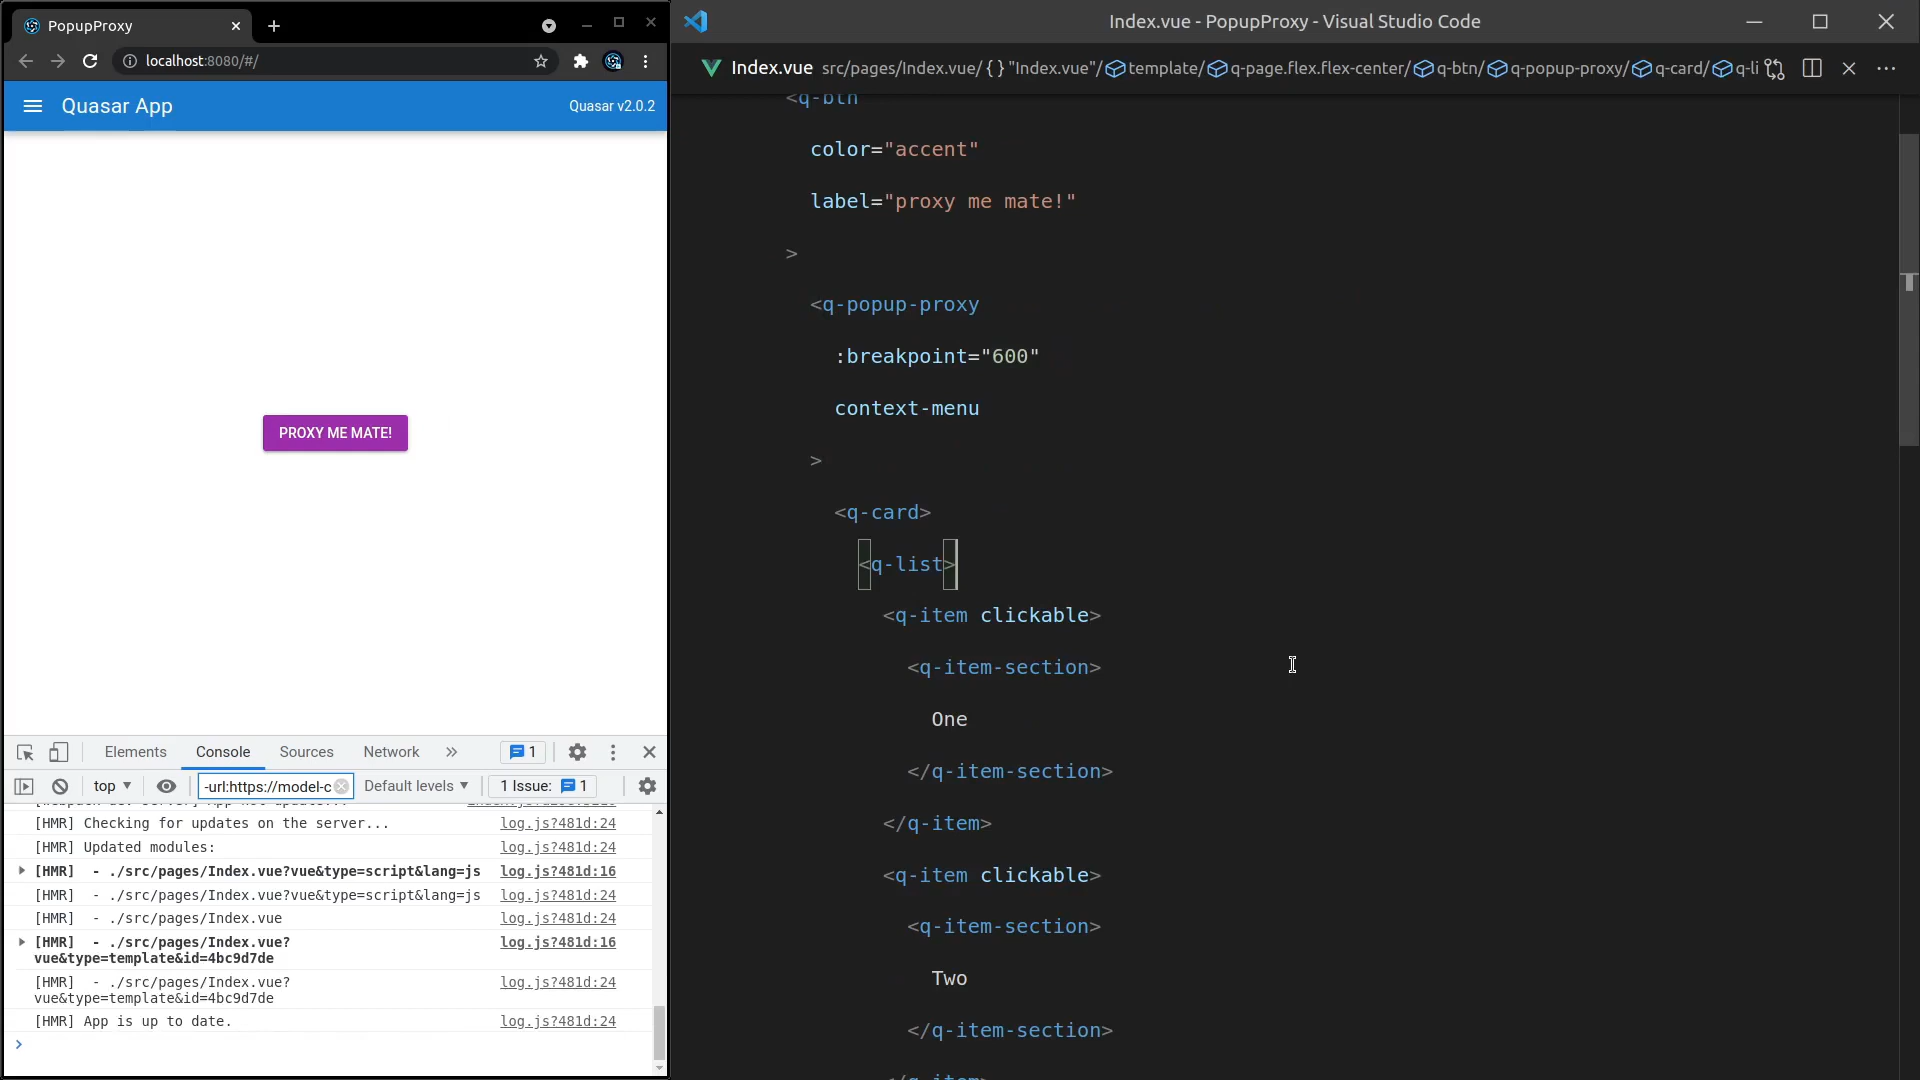 PopupProxy
localhost:8080/#/
Quasar App
Quasar v2.0.2
PROXY ME MATE!
Elements Console Sources Network » 1
top ▼ -url:https://model-c Default levels ▼ 1 Issue: 1
[HMR] Checking for updates on the server... log.js?481d:24
[HMR] Updated modules: log.js?481d:24
[HMR]  - ./src/pages/Index.vue?vue&type=script&lang=js log.js?481d:16
[HMR]  - ./src/pages/Index.vue?vue&type=script&lang=js log.js?481d:24
[HMR]  - ./src/pages/Index.vue log.js?481d:24
[HMR]  - ./src/pages/Index.vue? log.js?481d:16
vue&type=template&id=4bc9d7de
[HMR]  - ./src/pages/Index.vue? log.js?481d:24
vue&type=template&id=4bc9d7de
[HMR] App is up to date. log.js?481d:24
Index.vue - PopupProxy - Visual Studio Code
Index.vue src/pages/Index.vue/ {} "Index.vue"/ template/ q-page.flex.flex-center/ q-btn/ q-popup-proxy/ q-card/ q-li
<q-btn
color="accent"
label="proxy me mate!"
>
<q-popup-proxy
:breakpoint="600"
context-menu
>
<q-card>
<q-list>
<q-item clickable>
<q-item-section>
One
</q-item-section>
</q-item>
<q-item clickable>
<q-item-section>
Two
</q-item-section>
</q-item>